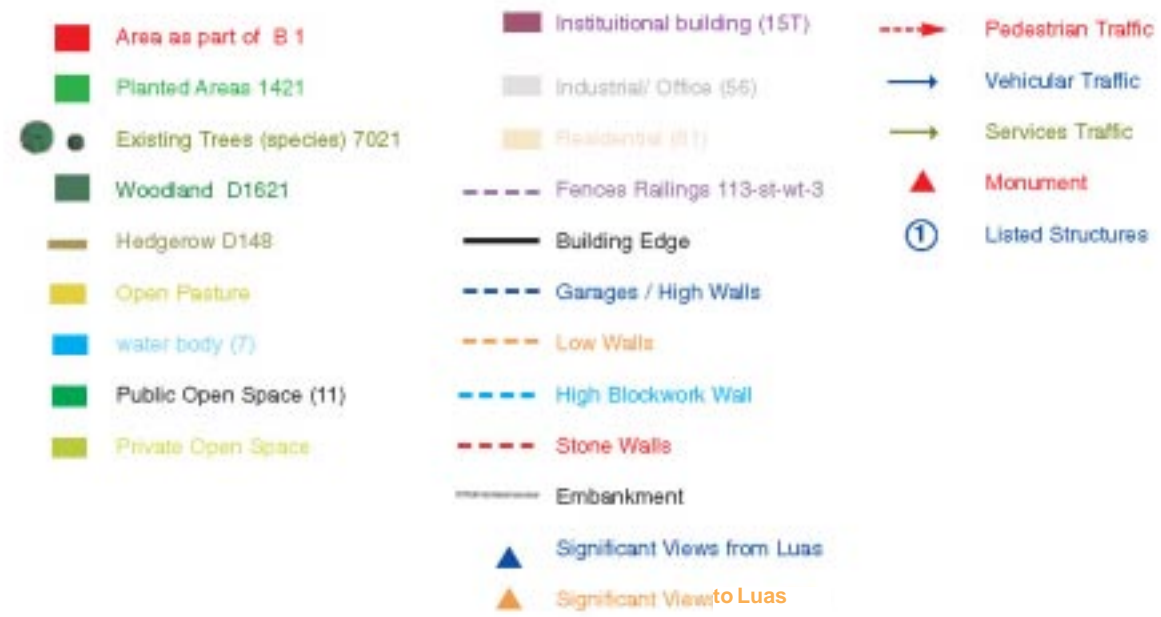 Area as part of B 1
Planted Areas 1421
Existing Trees (species) 7021
Woodland D1621
Hedgerow D148
Open Pasture
water body (7)
Public Open Space (11)
Private Open Space
Instituitional building (15T)
Industrial/ Office (56)
Residential (81)
Fences Railings 113-st-wt-3
Building Edge
Garages / High Walls
Low Walls
High Blockwork Wall
Stone Walls
Embankment
Significant Views from Luas
Significant Views to Luas
Pedestrian Traffic
Vehicular Traffic
Services Traffic
Monument
1 Listed Structures